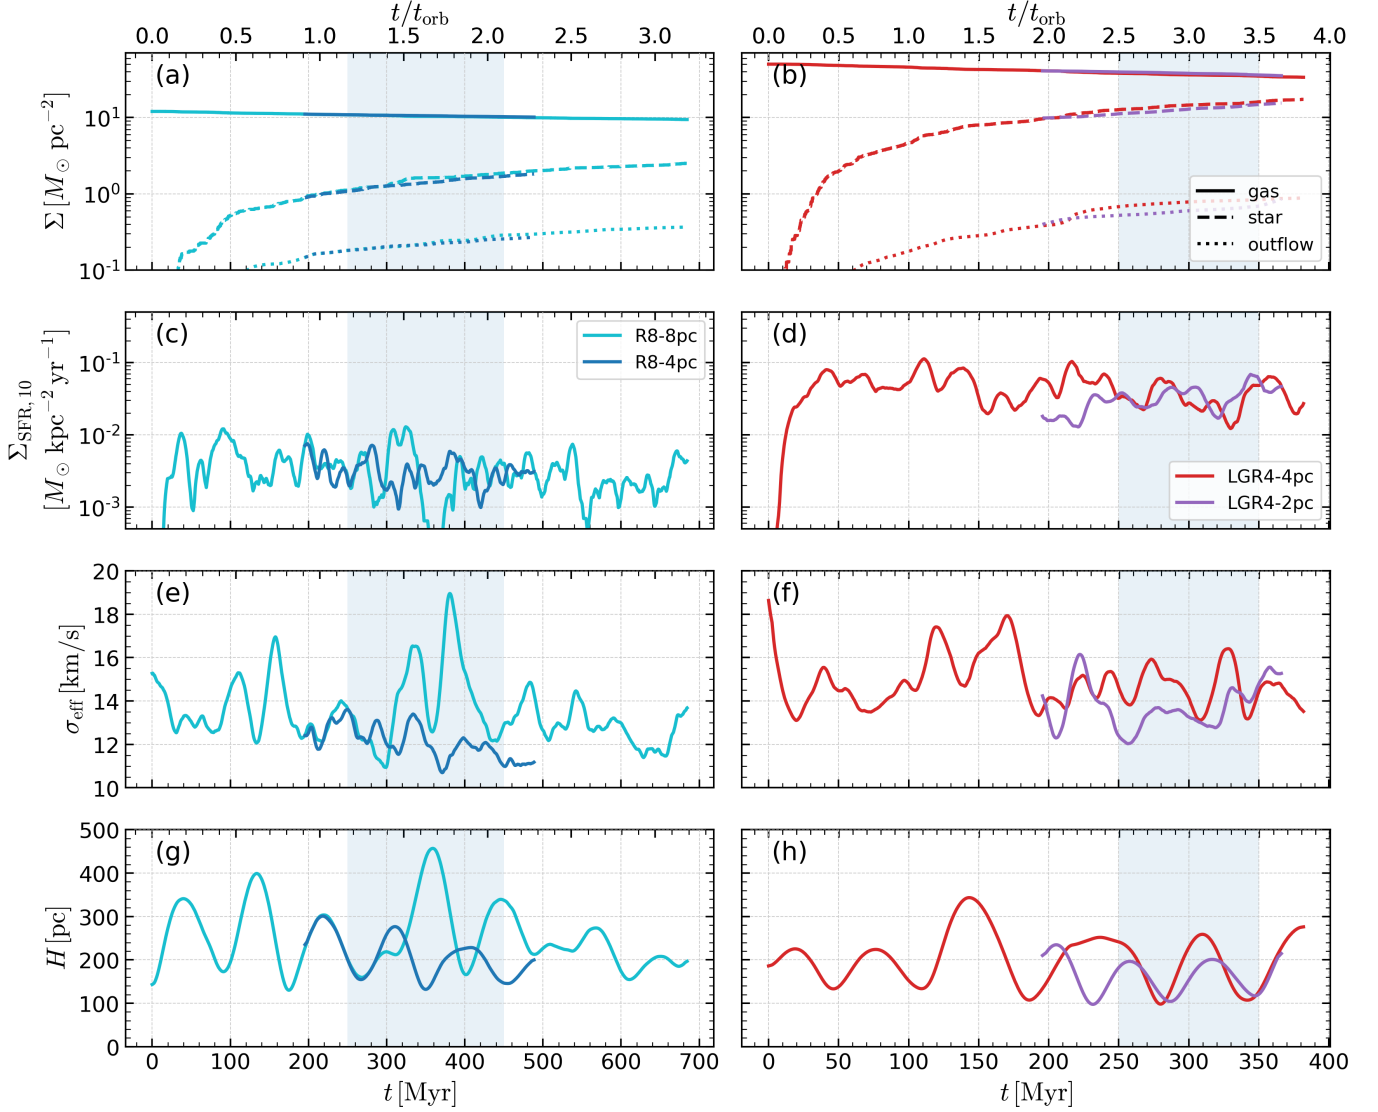 t/t_orb
t/t_orb
0.0 0.5 1.0 1.5 2.0 2.5 3.0
0.0 0.5 1.0 1.5 2.0 2.5 3.0 3.5 4.0
(a)
(b)
Σ [M_⊙ pc^−2]
10^1
10^0
10^−1
gas
star
outflow
(c)
(d)
Σ_SFR, 10
[M_⊙ kpc^−2 yr^−1]
10^−1
10^−2
10^−3
R8-8pc
R8-4pc
LGR4-4pc
LGR4-2pc
(e)
(f)
σ_eff [km/s]
20
18
16
14
12
10
(g)
(h)
H [pc]
500
400
300
200
100
0
0 100 200 300 400 500 600 700
0 50 100 150 200 250 300 350 400
t [Myr]
t [Myr]